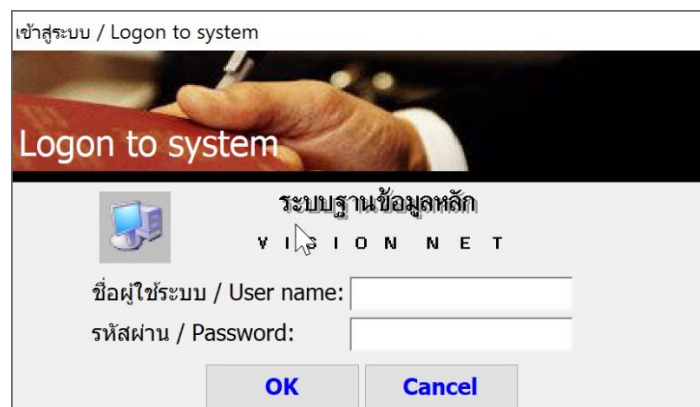 เข้าสู่ระบบ / Logon to system
Logon to system
ระบบฐานข้อมูลหลัก
VISION NET
ชื่อผู้ใช้ระบบ / User name:
รหัสผ่าน / Password:
OK Cancel